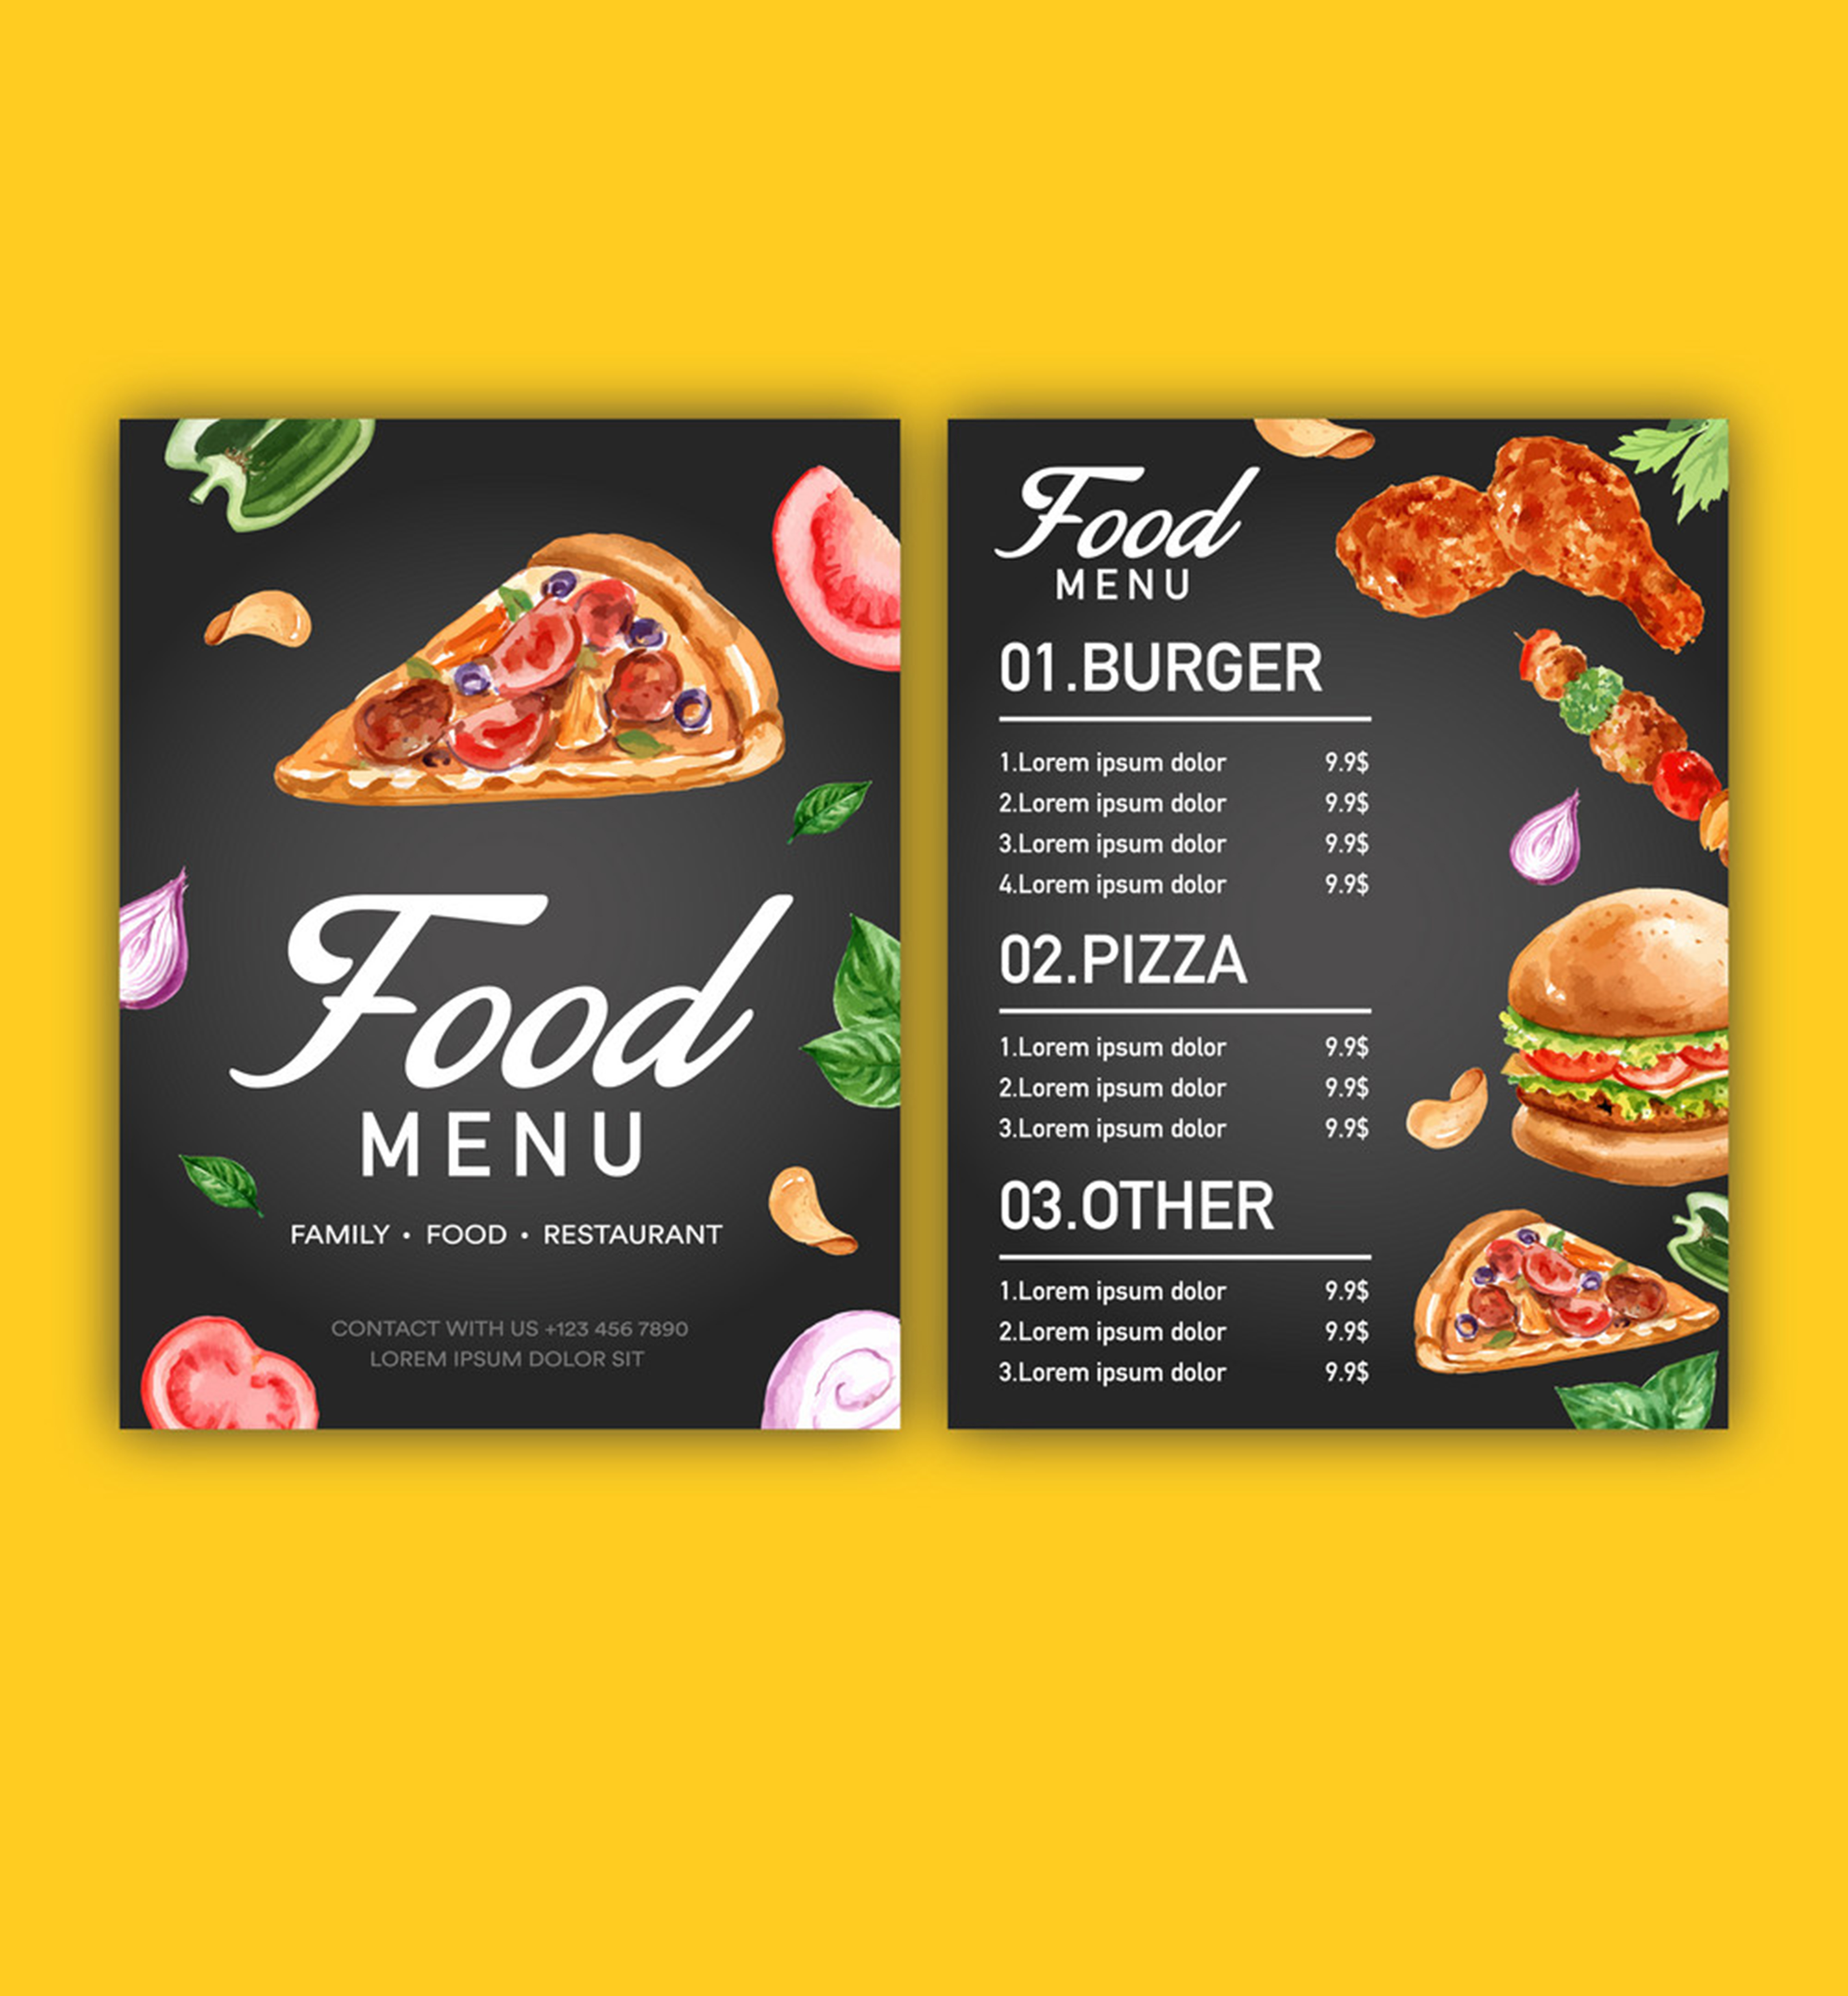 Food
MENU
FAMILY • FOOD • RESTAURANT
CONTACT WITH US +123 456 7890
LOREM IPSUM DOLOR SIT
Food
MENU
01.BURGER
1.Lorem ipsum dolor 9.9$
2.Lorem ipsum dolor 9.9$
3.Lorem ipsum dolor 9.9$
4.Lorem ipsum dolor 9.9$
02.PIZZA
1.Lorem ipsum dolor 9.9$
2.Lorem ipsum dolor 9.9$
3.Lorem ipsum dolor 9.9$
03.OTHER
1.Lorem ipsum dolor 9.9$
2.Lorem ipsum dolor 9.9$
3.Lorem ipsum dolor 9.9$